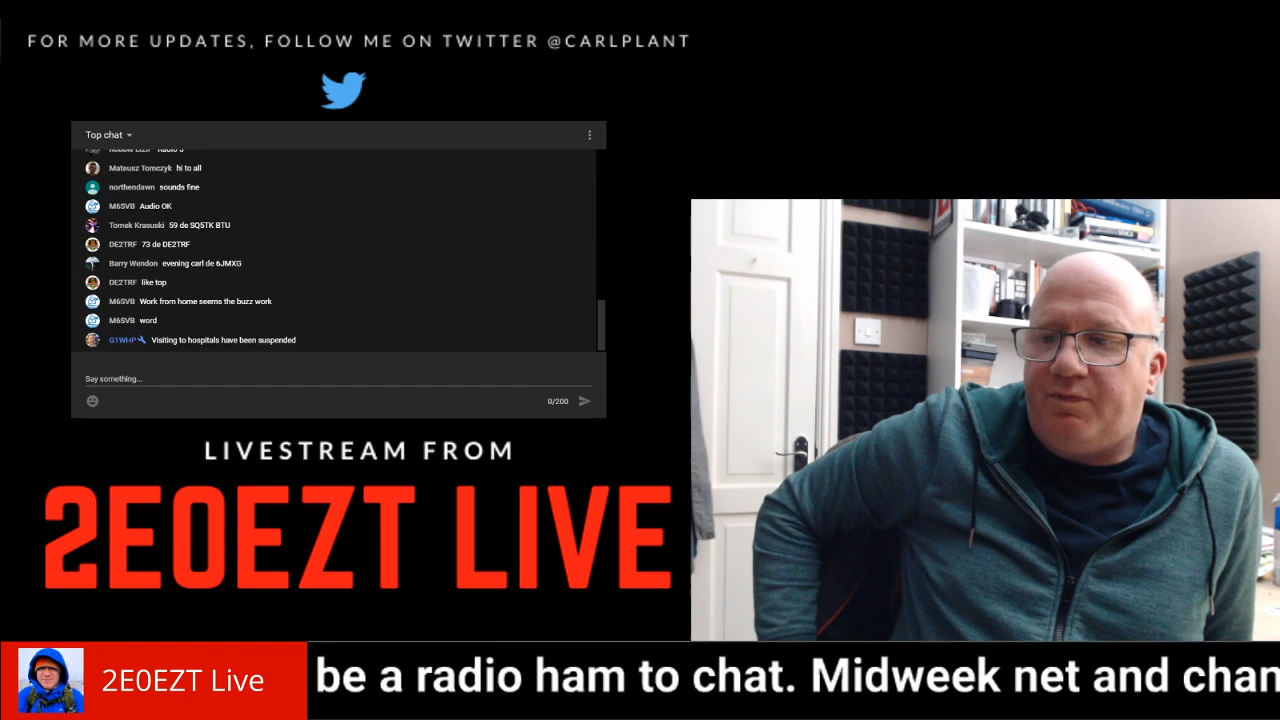 FOR MORE UPDATES, FOLLOW ME ON TWITTER @CARLPLANT
Top chat
Mateusz Tomczyk hi to all
northendawn sounds fine
M6SVB Audio OK
Tomek Krasuski 59 de SQ5TK BTU
DE2TRF 73 de DE2TRF
Barry Wendon evening carl de 6JMXG
DE2TRF like top
M6SVB Work from home seems the buzz work
M6SVB word
G1WHP Visiting to hospitals have been suspended
Say something...
0/200
LIVESTREAM FROM
2E0EZT LIVE
2E0EZT Live
be a radio ham to chat. Midweek net and chan